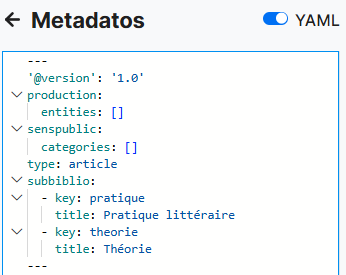 Metadatos
YAML
---
'@version': '1.0'
production:
  entities: []
senspublic:
  categories: []
type: article
subbiblio:
  - key: pratique
    title: Pratique littéraire
  - key: theorie
    title: Théorie
---